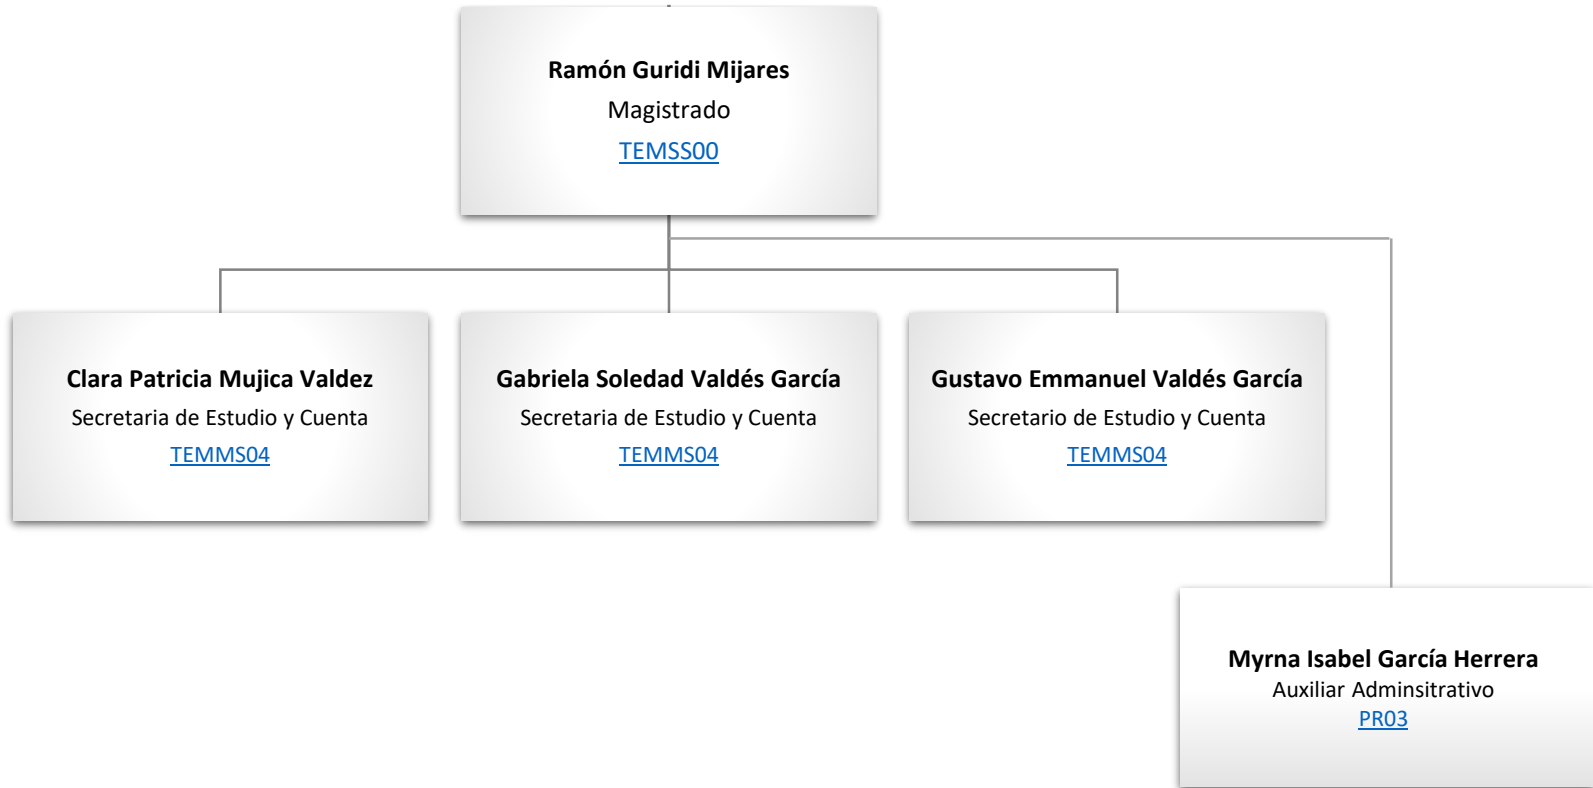 Ramón Guridi Mijares
Magistrado
TEMSS00
Clara Patricia Mujica Valdez
Secretaria de Estudio y Cuenta
TEMMS04
Gabriela Soledad Valdés García
Secretaria de Estudio y Cuenta
TEMMS04
Gustavo Emmanuel Valdés García
Secretario de Estudio y Cuenta
TEMMS04
Myrna Isabel García Herrera
Auxiliar Adminsitrativo
PR03